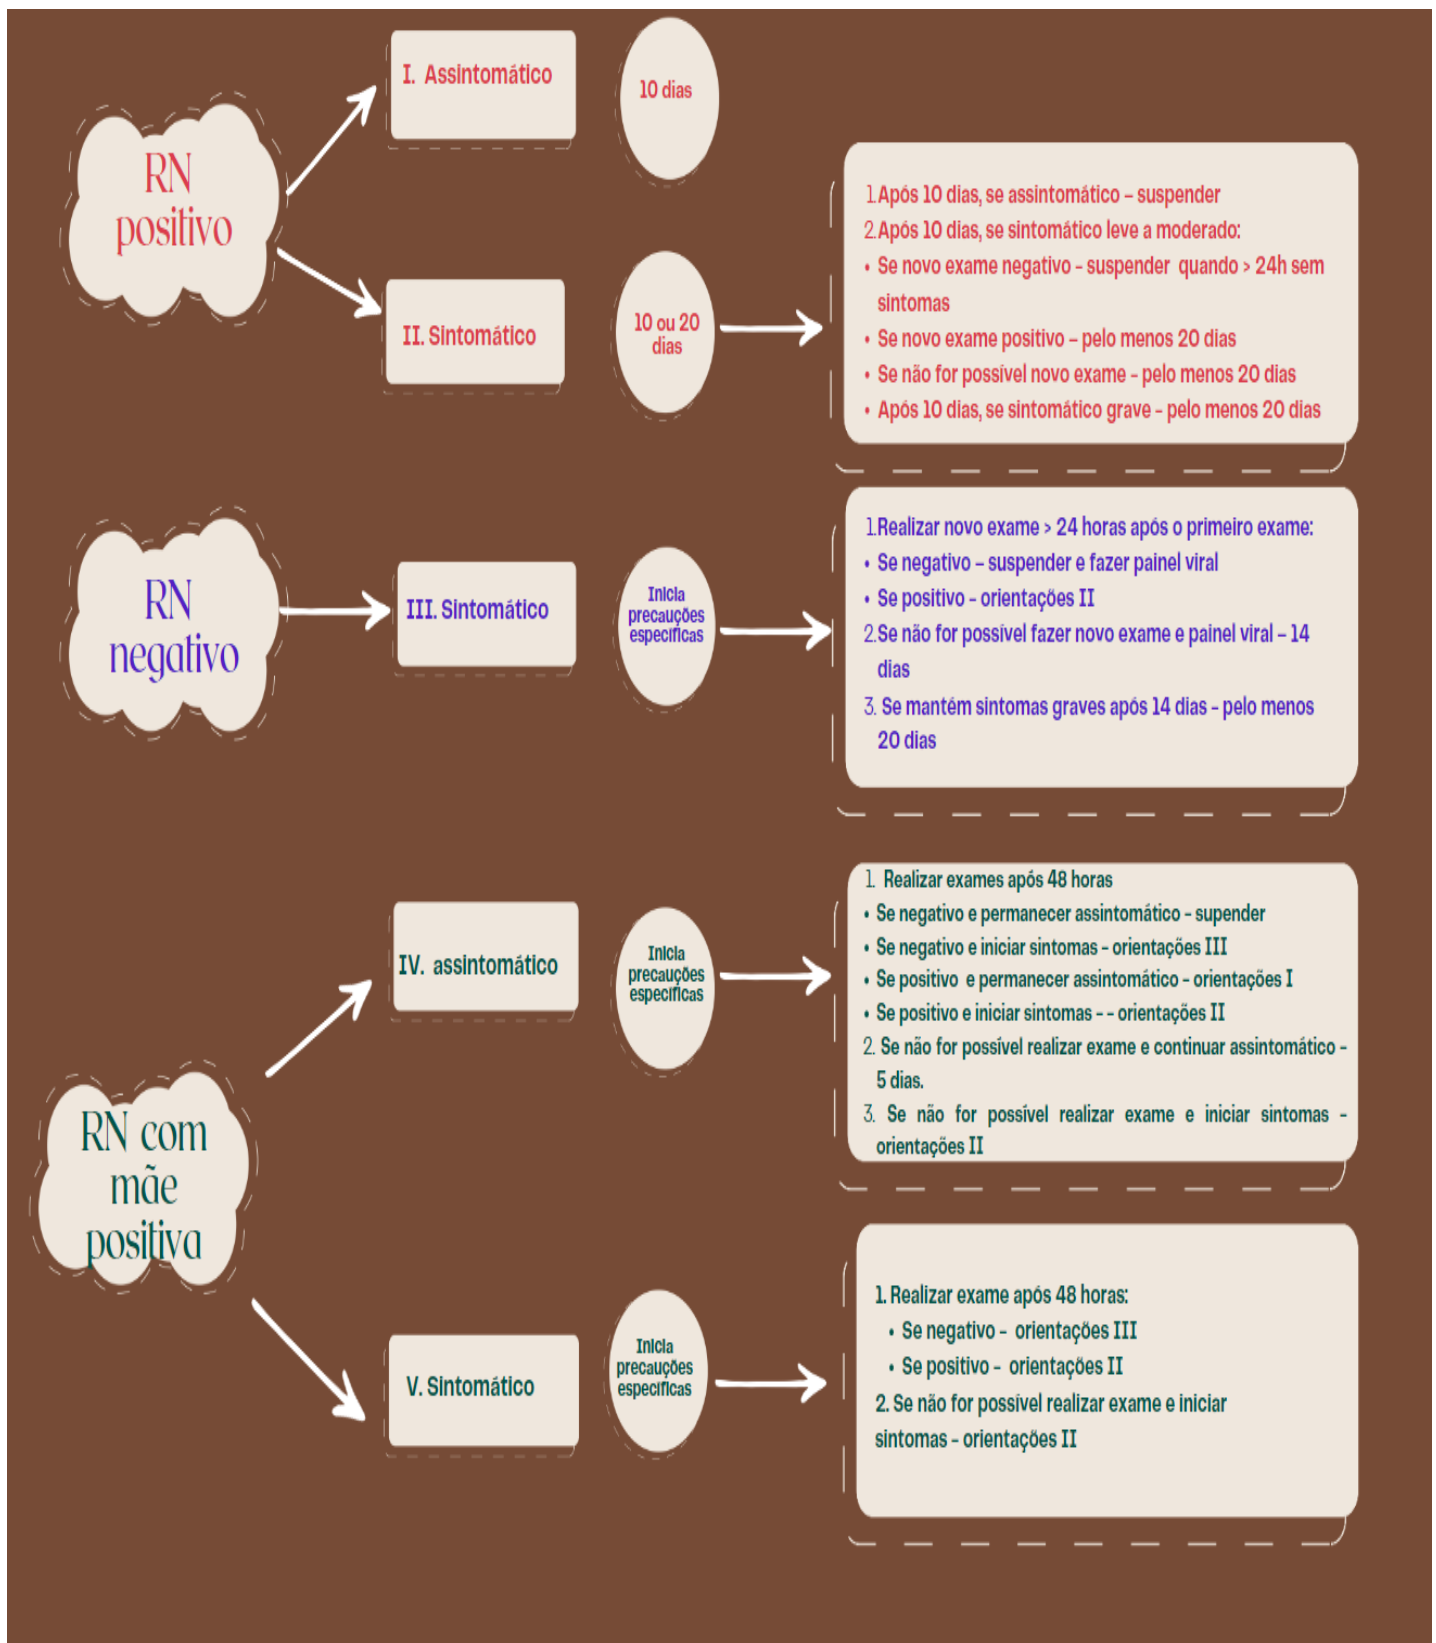 RN
positivo
I. Assintomático
10 dias
II. Sintomático
10 ou 20
dias
1.Após 10 dias, se assintomático – suspender
2.Após 10 dias, se sintomático leve a moderado:
• Se novo exame negativo – suspender quando > 24h sem
sintomas
• Se novo exame positivo – pelo menos 20 dias
• Se não for possível novo exame – pelo menos 20 dias
• Após 10 dias, se sintomático grave – pelo menos 20 dias
RN
negativo
III. Sintomático
Inicia
precauções
específicas
1.Realizar novo exame > 24 horas após o primeiro exame:
• Se negativo – suspender e fazer painel viral
• Se positivo – orientações II
2.Se não for possível fazer novo exame e painel viral – 14
dias
3. Se mantém sintomas graves após 14 dias – pelo menos
20 dias
RN com
mãe
positiva
IV. assintomático
Inicia
precauções
específicas
1. Realizar exames após 48 horas
• Se negativo e permanecer assintomático – supender
• Se negativo e iniciar sintomas – orientações III
• Se positivo e permanecer assintomático – orientações I
• Se positivo e iniciar sintomas – – orientações II
2. Se não for possível realizar exame e continuar assintomático –
5 dias.
3. Se não for possível realizar exame e iniciar sintomas –
orientações II
V. Sintomático
Inicia
precauções
específicas
1. Realizar exame após 48 horas:
• Se negativo – orientações III
• Se positivo – orientações II
2. Se não for possível realizar exame e iniciar
sintomas – orientações II